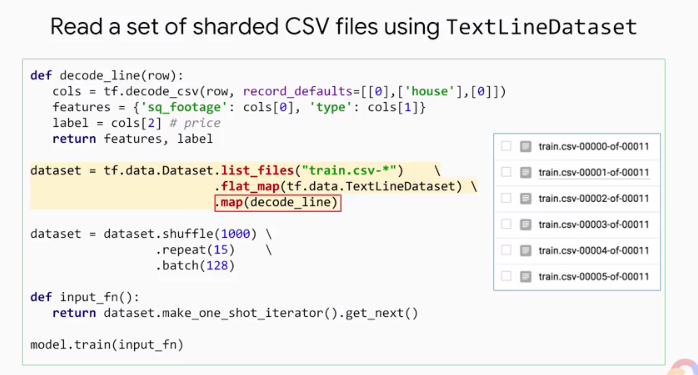 Read a set of sharded CSV files using TextLineDataset
def decode_line(row):
    cols = tf.decode_csv(row, record_defaults=[[0],['house'],[0]])
    features = {'sq_footage': cols[0], 'type': cols[1]}
    label = cols[2] # price
    return features, label
dataset = tf.data.Dataset.list_files("train.csv-*")    \
                         .flat_map(tf.data.TextLineDataset) \
                         .map(decode_line)
dataset = dataset.shuffle(1000) \
                 .repeat(15)    \
                 .batch(128)
def input_fn():
    return dataset.make_one_shot_iterator().get_next()
model.train(input_fn)
train.csv-00000-of-00011
train.csv-00001-of-00011
train.csv-00002-of-00011
train.csv-00003-of-00011
train.csv-00004-of-00011
train.csv-00005-of-00011